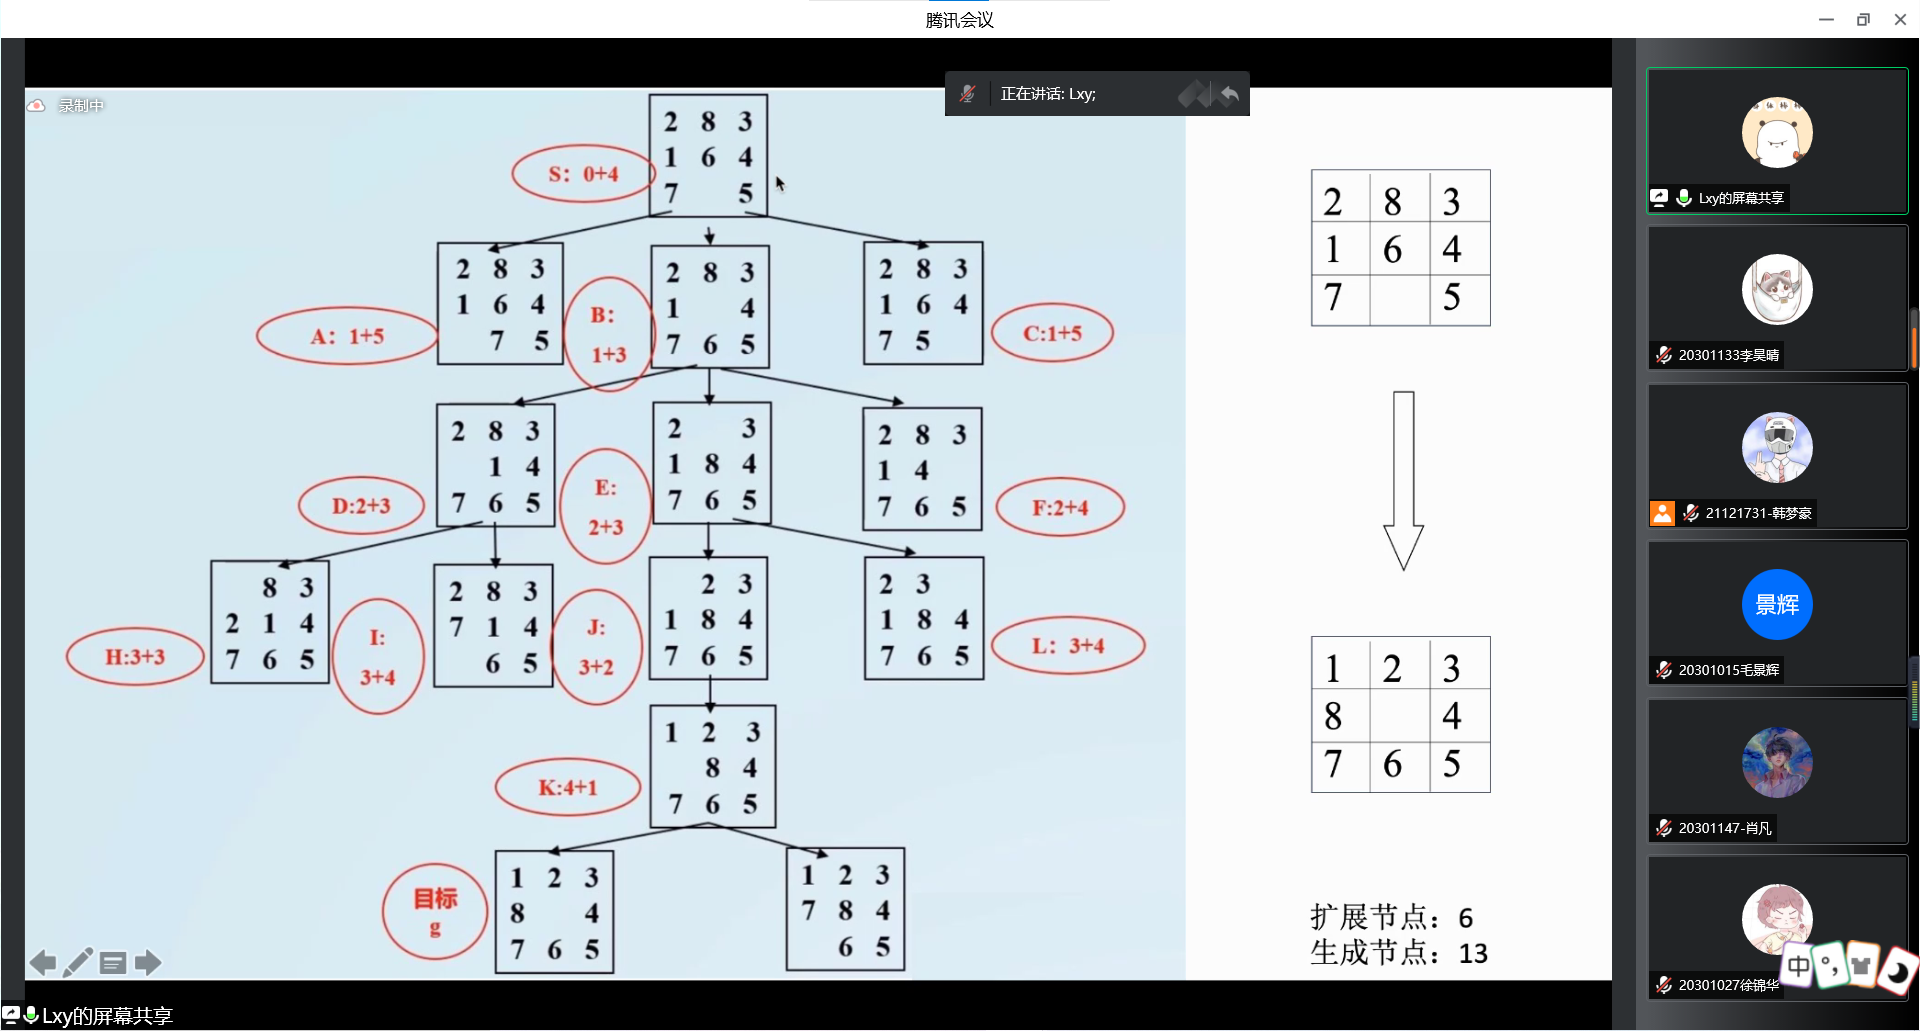 腾讯会议
录制中
正在讲话: Lxy;
2 8 3
1 6 4
7 5
S: 0+4
2 8 3
1 6 4
7 5
A: 1+5
B:
1+3
2 8 3
1 4
7 6 5
2 8 3
1 6 4
7 5
C:1+5
2 8 3
1 4
7 6 5
D:2+3
E:
2+3
2 3
1 8 4
7 6 5
2 8 3
1 4
7 6 5
F:2+4
8 3
2 1 4
7 6 5
H:3+3
I:
3+4
2 8 3
7 1 4
6 5
J:
3+2
2 3
1 8 4
7 6 5
2 3
1 8 4
7 6 5
L: 3+4
1 2 3
8 4
7 6 5
K:4+1
目标
g
1 2 3
8 4
7 6 5
1 2 3
7 8 4
6 5
2 8 3
1 6 4
7 5
1 2 3
8 4
7 6 5
扩展节点: 6
生成节点: 13
Lxy的屏幕共享
20301133李昊晴
21121731-韩梦豪
景辉
20301015毛景辉
20301147-肖凡
20301027徐锦华
中 °,
Lxy的屏幕共享